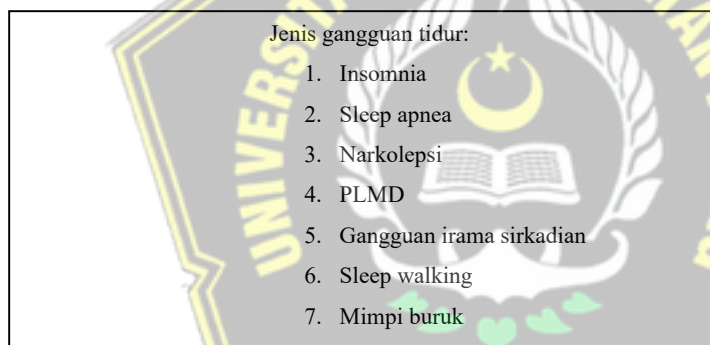 Jenis gangguan tidur:
1. Insomnia
2. Sleep apnea
3. Narkolepsi
4. PLMD
5. Gangguan irama sirkadian
6. Sleep walking
7. Mimpi buruk